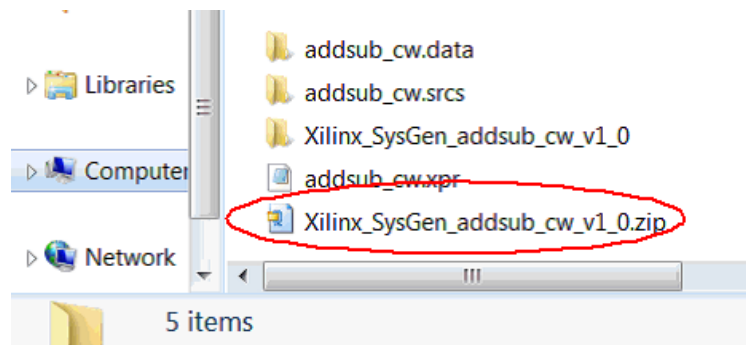 Libraries
Computer
Network
addsub_cw.data
addsub_cw.srcs
Xilinx_SysGen_addsub_cw_v1_0
addsub_cw.xpr
Xilinx_SysGen_addsub_cw_v1_0.zip
5 items